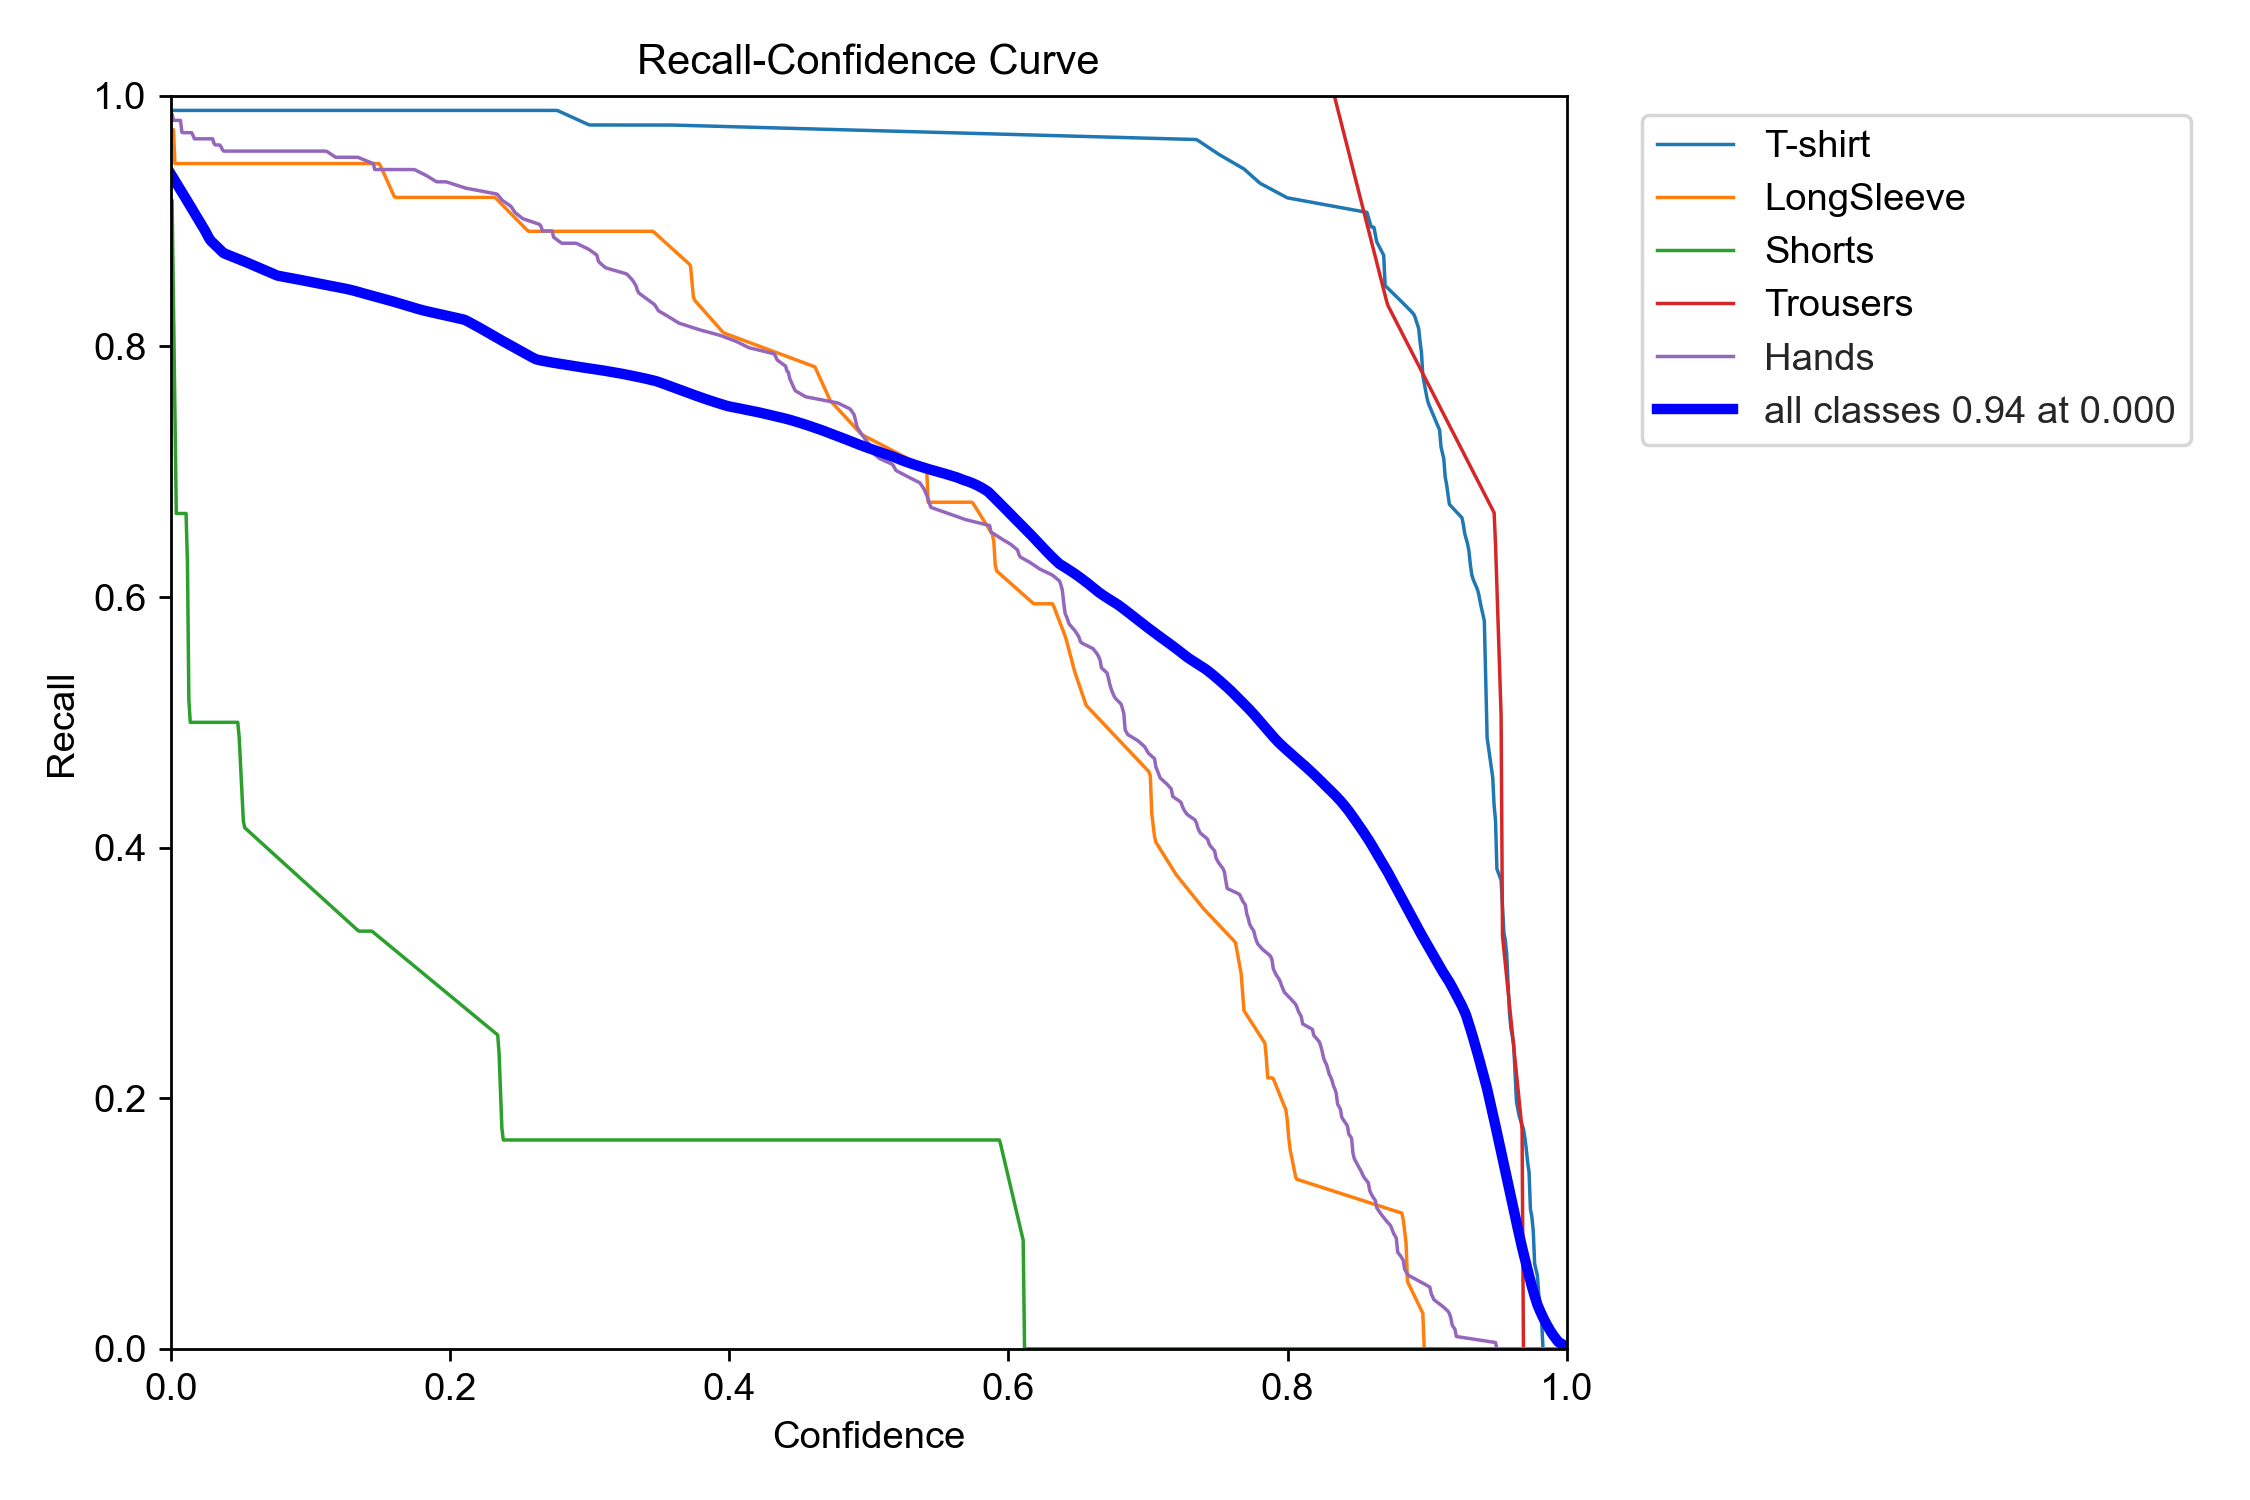 Recall-Confidence Curve
1.0
0.8
0.6
0.4
0.2
0.0
Recall
0.0 0.2 0.4 0.6 0.8 1.0
Confidence
T-shirt
LongSleeve
Shorts
Trousers
Hands
all classes 0.94 at 0.000